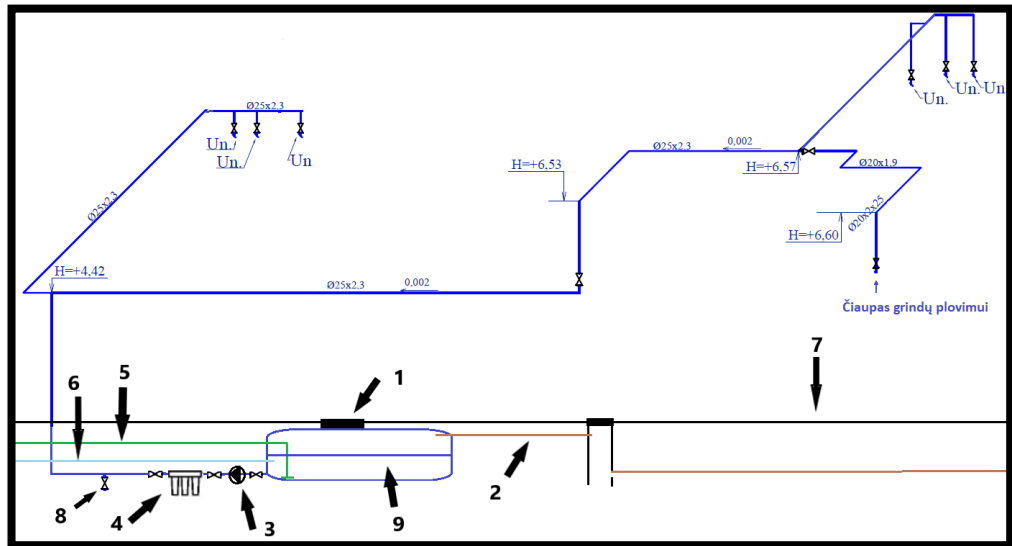 Un.
Un.
Un
Ø25x2,3
Un.
Un.
Un
Ø25x2,3
0,002
H=+6,53
H=+6,57
Ø20x1,9
Ø25x2,3
Ø20x2x25
H=+6,60
H=+4,42
Ø25x2,3
0,002
Čiaupas grindų plovimui
7
1
5
6
2
8
4
3
9